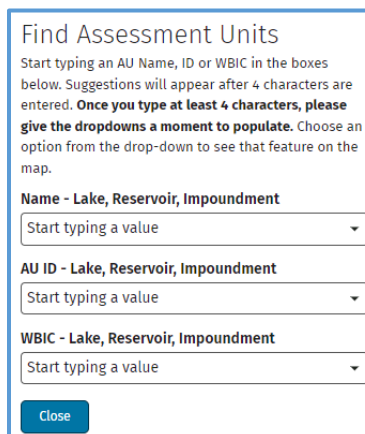 Find Assessment Units
Start typing an AU Name, ID or WBIC in the boxes
below. Suggestions will appear after 4 characters are
entered. Once you type at least 4 characters, please
give the dropdowns a moment to populate. Choose an
option from the drop-down to see that feature on the
map.
Name - Lake, Reservoir, Impoundment
Start typing a value
AU ID - Lake, Reservoir, Impoundment
Start typing a value
WBIC - Lake, Reservoir, Impoundment
Start typing a value
Close